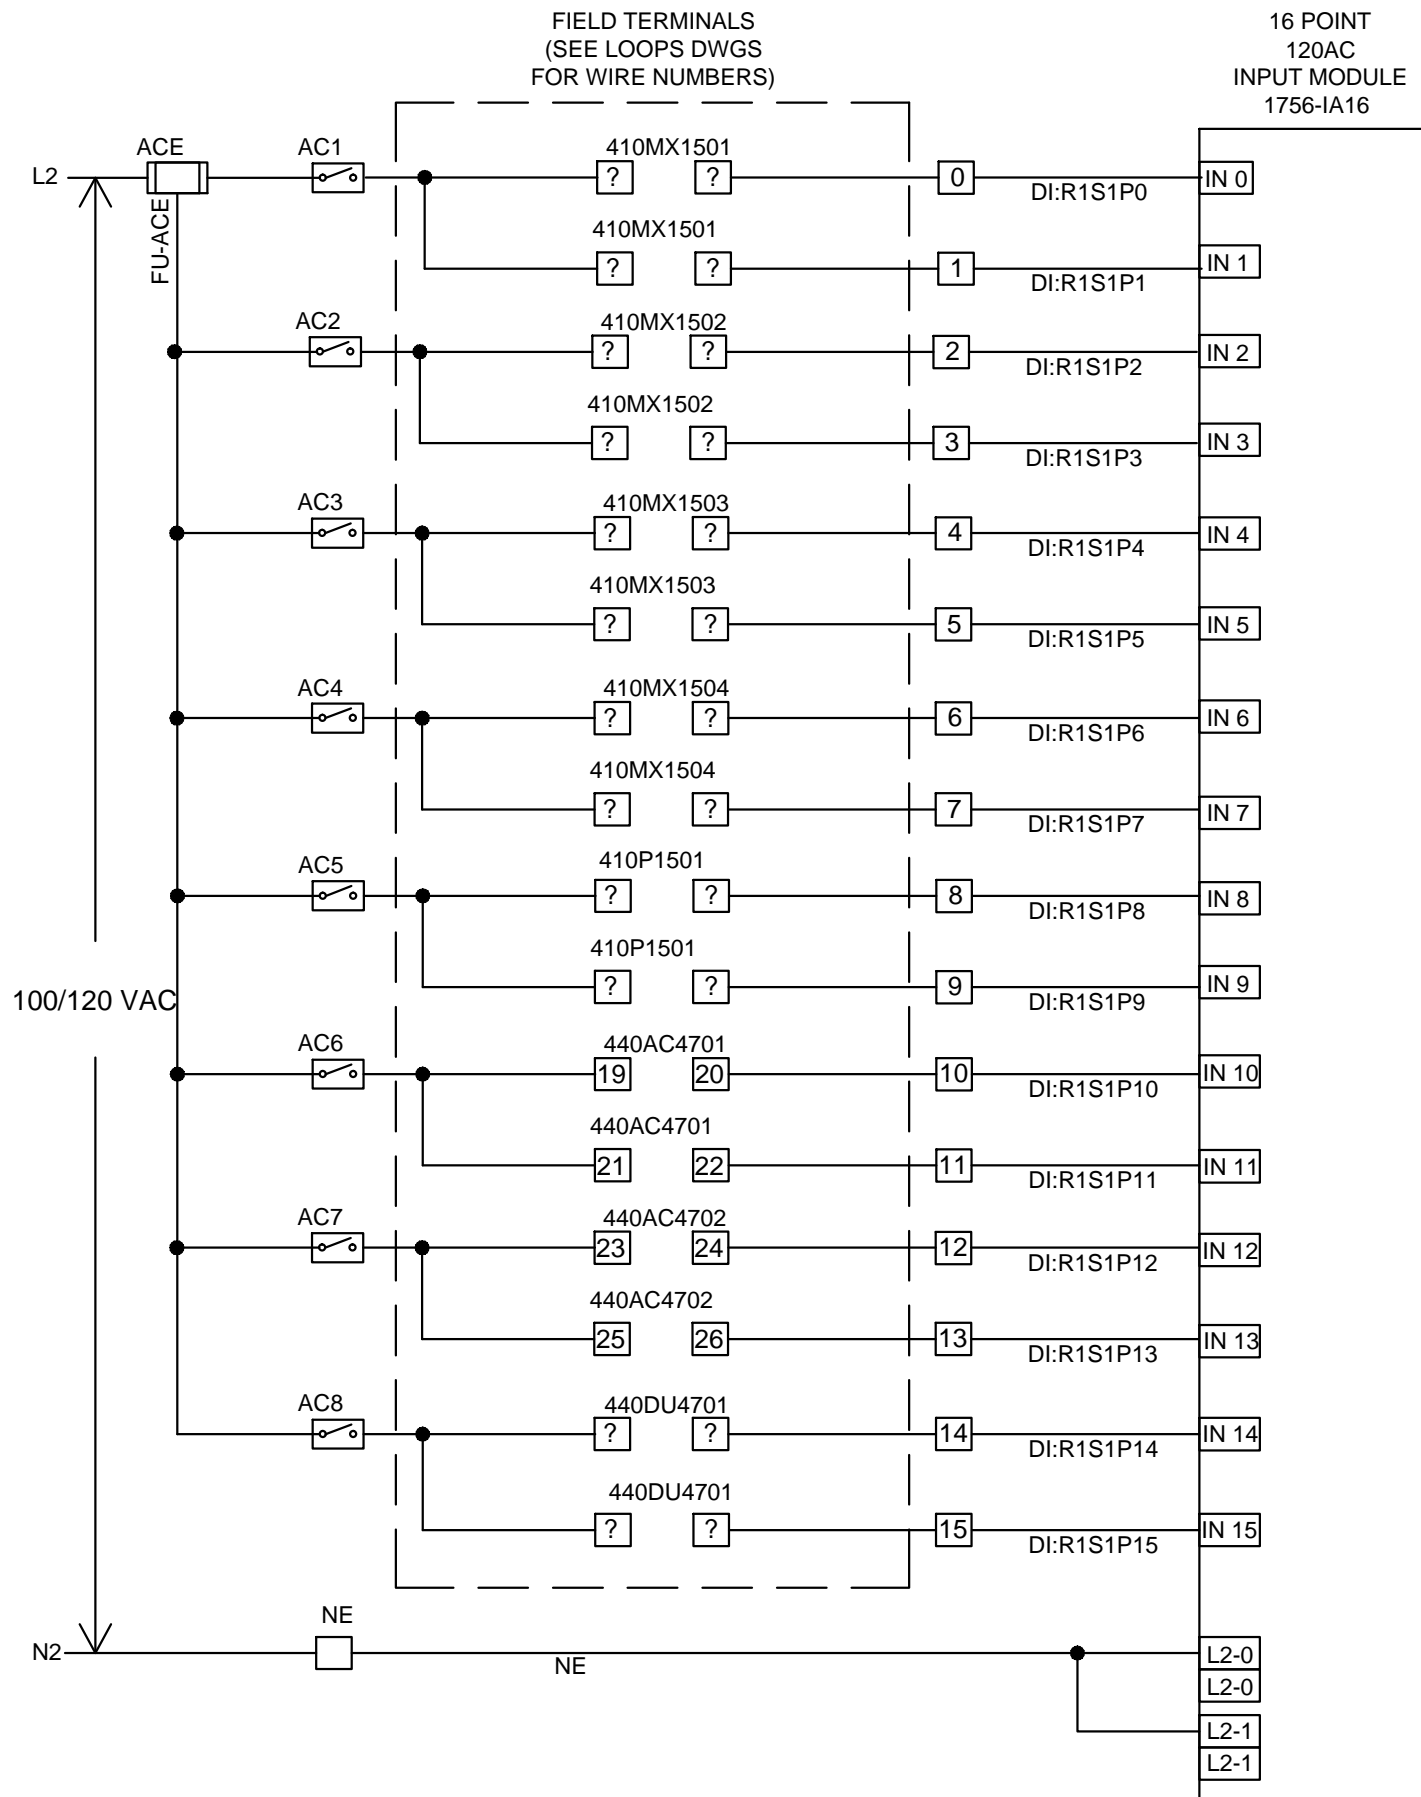 FIELD TERMINALS
(SEE LOOPS DWGS
FOR WIRE NUMBERS)
16 POINT
120AC
INPUT MODULE
1756-IA16
L2
ACE
FU-ACE
AC1
410MX1501
? ? 0 DI:R1S1P0 IN 0
410MX1501
? ? 1 DI:R1S1P1 IN 1
AC2
410MX1502
? ? 2 DI:R1S1P2 IN 2
410MX1502
? ? 3 DI:R1S1P3 IN 3
AC3
410MX1503
? ? 4 DI:R1S1P4 IN 4
410MX1503
? ? 5 DI:R1S1P5 IN 5
AC4
410MX1504
? ? 6 DI:R1S1P6 IN 6
410MX1504
? ? 7 DI:R1S1P7 IN 7
AC5
410P1501
? ? 8 DI:R1S1P8 IN 8
410P1501
? ? 9 DI:R1S1P9 IN 9
100/120 VAC
AC6
440AC4701
19 20 10 DI:R1S1P10 IN 10
440AC4701
21 22 11 DI:R1S1P11 IN 11
AC7
440AC4702
23 24 12 DI:R1S1P12 IN 12
440AC4702
25 26 13 DI:R1S1P13 IN 13
AC8
440DU4701
? ? 14 DI:R1S1P14 IN 14
440DU4701
? ? 15 DI:R1S1P15 IN 15
N2
NE
NE
L2-0
L2-0
L2-1
L2-1